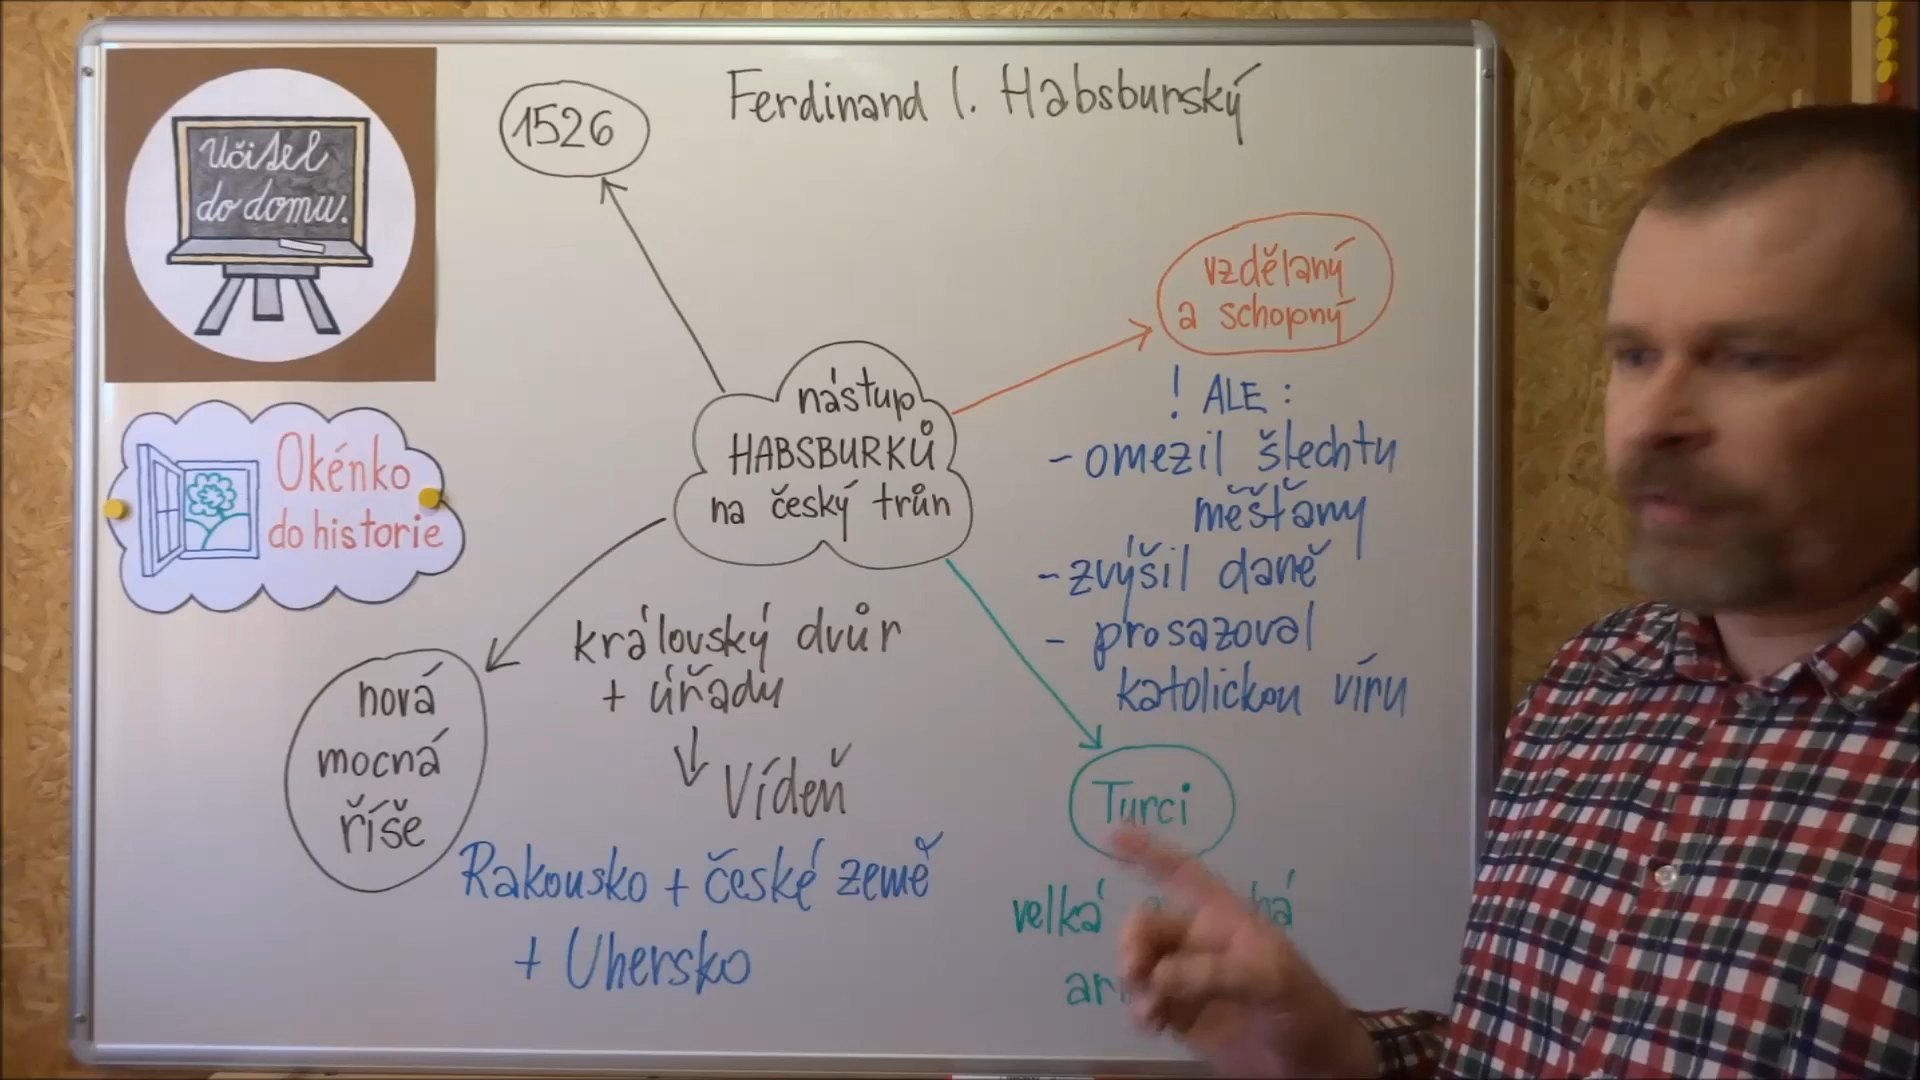 Učitel
do domu.
Okénko
do historie
1526
Ferdinand I. Habsburský
nástup
HABSBURKŮ
na český trůn
vzdělaný
a schopný
! ALE :
- omezil šlechtu
měšťany
- zvýšil daně
- prosazoval
katolickou víru
Turci
velká
nová
mocná
říše
královský dvůr
+ úřady
Vídeň
Rakousko + české země
+ Uhersko